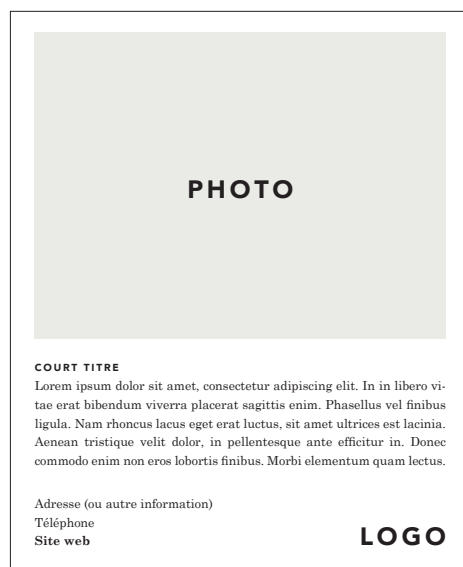 PHOTO
COURT TITRE
Lorem ipsum dolor sit amet, consectetur adipiscing elit. In in libero vi-
tae erat bibendum viverra placerat sagittis enim. Phasellus vel finibus
ligula. Nam rhoncus lacus eget erat luctus, sit amet ultrices est lacinia.
Aenean tristique velit dolor, in pellentesque ante efficitur in. Donec
commodo enim non eros lobortis finibus. Morbi elementum quam lectus.
Adresse (ou autre information)
Téléphone
Site web
LOGO